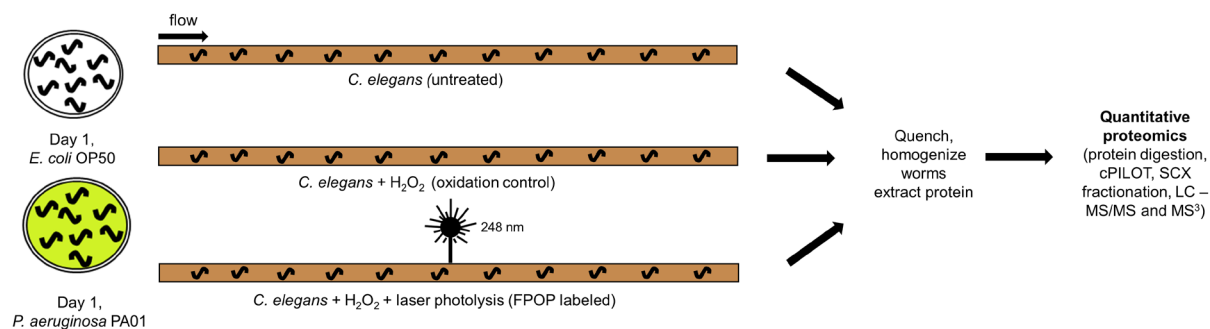 flow
C. elegans (untreated)
Day 1,
E. coli OP50
C. elegans + H₂O₂ (oxidation control)
248 nm
C. elegans + H₂O₂ + laser photolysis (FPOP labeled)
Day 1,
P. aeruginosa PA01
Quench,
homogenize
worms
extract protein
Quantitative
proteomics
(protein digestion,
cPILOT, SCX
fractionation, LC –
MS/MS and MS³)